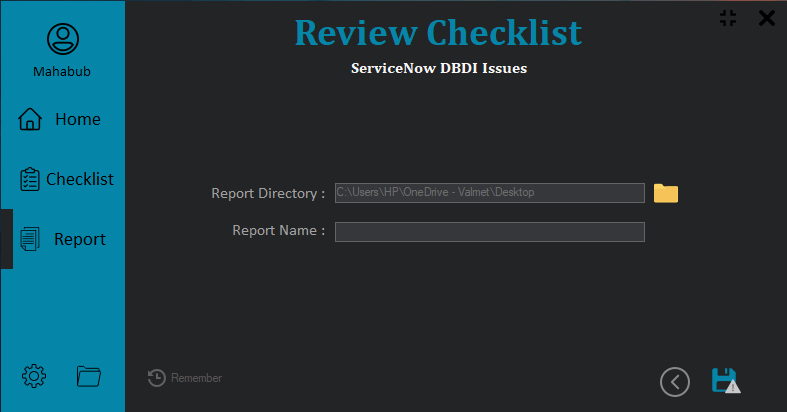 Review Checklist
ServiceNow DBDI Issues
Mahabub
Home
Checklist
Report
Report Directory : C:\Users\HP\OneDrive - Valmet\Desktop
Report Name :
Remember